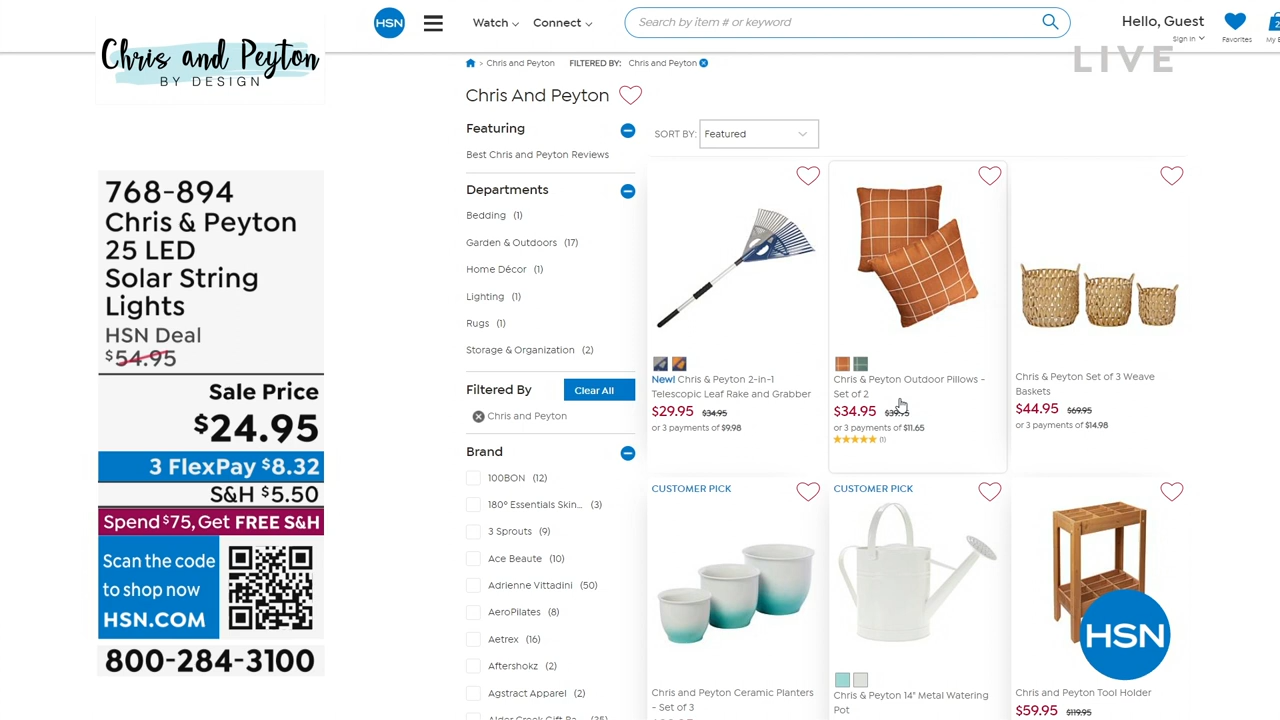 Chris and Peyton
BY DESIGN
768-894
Chris & Peyton
25 LED
Solar String
Lights
HSN Deal
$54.95
Sale Price
$24.95
3 FlexPay $8.32
S&H $5.50
Spend $75, Get FREE S&H
Scan the code
to shop now
HSN.COM
800-284-3100
HSN
Watch
Connect
Search by item # or keyword
Hello, Guest
Sign In
Favorites
LIVE
> Chris and Peyton FILTERED BY: Chris and Peyton
Chris And Peyton
Featuring
Best Chris and Peyton Reviews
Departments
Bedding (1)
Garden & Outdoors (17)
Home Décor (1)
Lighting (1)
Rugs (1)
Storage & Organization (2)
Filtered By
Clear All
Chris and Peyton
Brand
100BON (12)
180° Essentials Skin... (3)
3 Sprouts (9)
Ace Beaute (10)
Adrienne Vittadini (50)
AeroPilates (8)
Aetrex (16)
Aftershokz (2)
Agstract Apparel (2)
SORT BY: Featured
New! Chris & Peyton 2-in-1
Telescopic Leaf Rake and Grabber
$29.95 $34.95
or 3 payments of $9.98
Chris & Peyton Outdoor Pillows -
Set of 2
$34.95
or 3 payments of $11.65
(1)
Chris & Peyton Set of 3 Weave
Baskets
$44.95 $69.95
or 3 payments of $14.98
CUSTOMER PICK
Chris and Peyton Ceramic Planters
- Set of 3
CUSTOMER PICK
Chris & Peyton 14" Metal Watering
Pot
Chris and Peyton Tool Holder
$59.95 $119.95
HSN